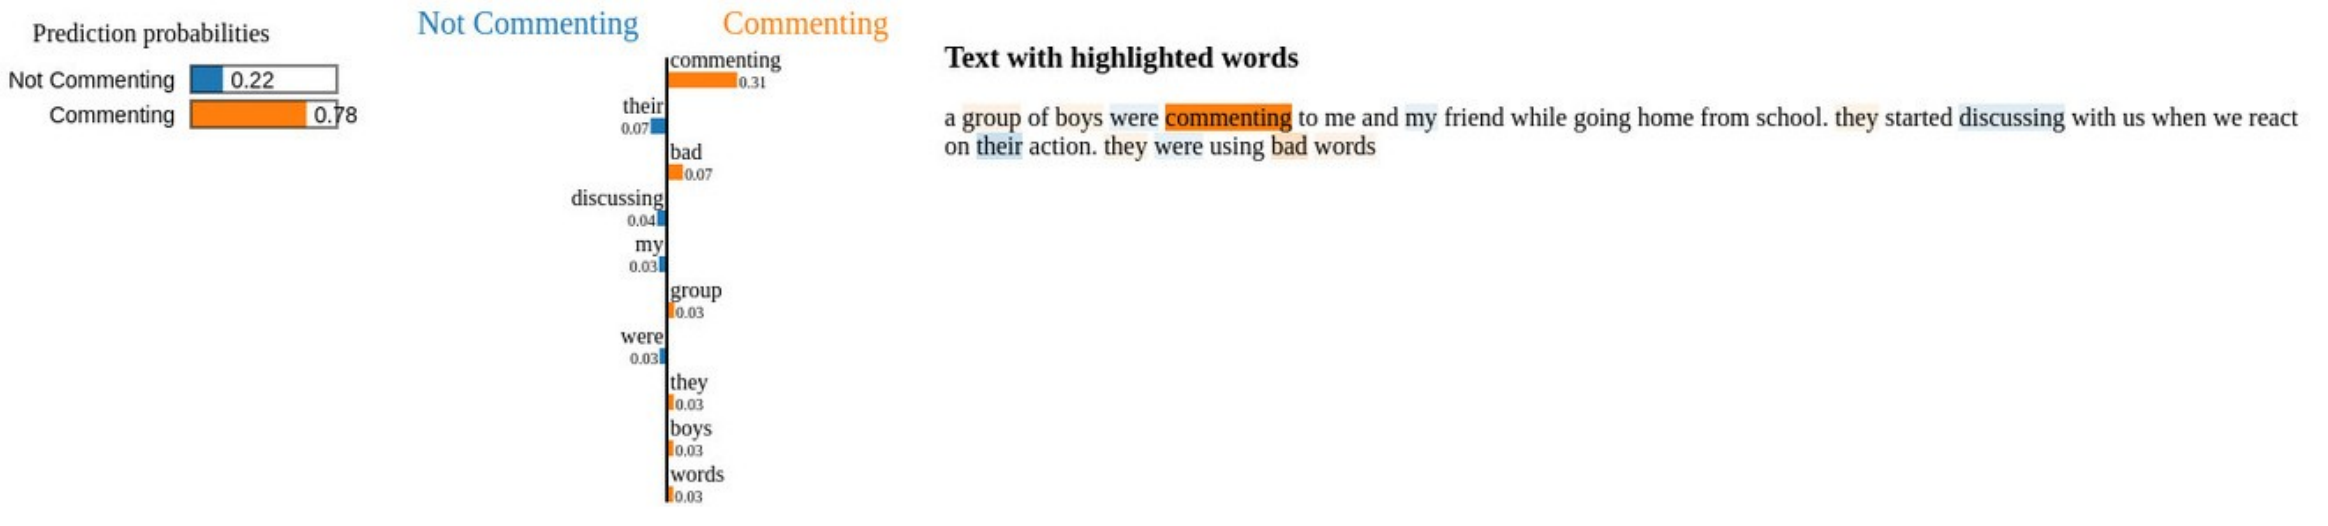 Prediction probabilities
Not Commenting 0.22
Commenting 0.78
Not Commenting Commenting
commenting
0.31
their
0.07
bad
0.07
discussing
0.04
my
0.03
group
0.03
were
0.03
they
0.03
boys
0.03
words
0.03
Text with highlighted words
a group of boys were commenting to me and my friend while going home from school. they started discussing with us when we react
on their action. they were using bad words